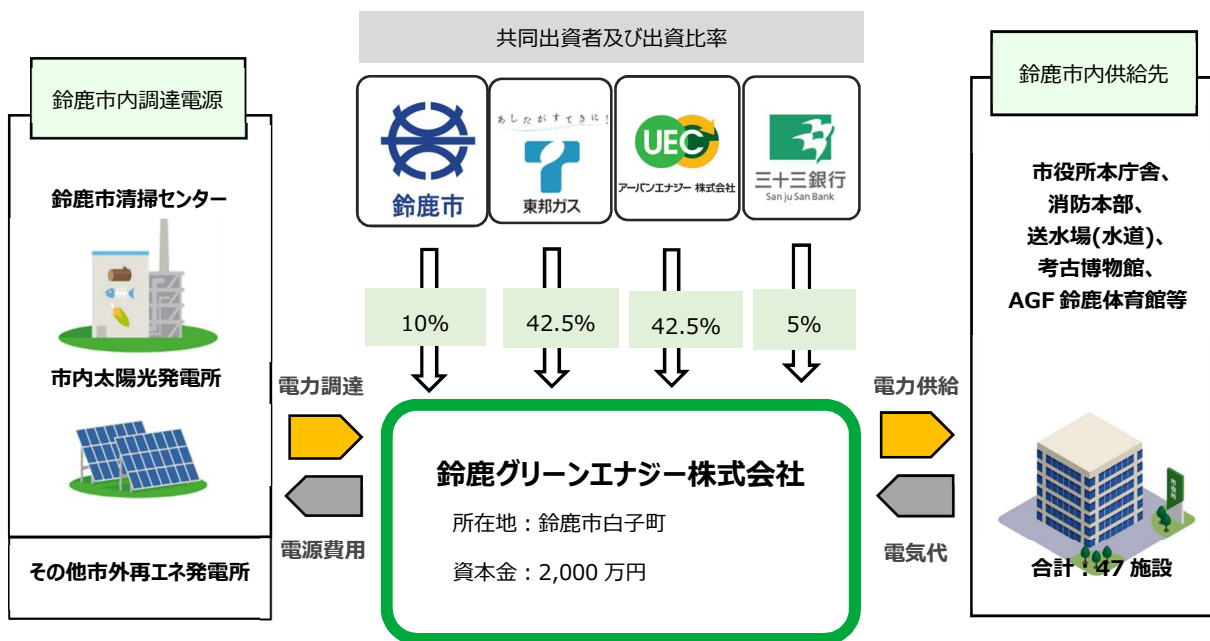 共同出資者及び出資比率
鈴鹿市内調達電源
鈴鹿市清掃センター
市内太陽光発電所
その他市外再エネ発電所
鈴鹿市
あしたがすてきに!
東邦ガス
UEC
アーバンエナジー 株式会社
三十三銀行
San ju San Bank
10%
42.5%
42.5%
5%
電力調達
電源費用
鈴鹿グリーンエナジー株式会社
所在地:鈴鹿市白子町
資本金:2,000 万円
電力供給
電気代
鈴鹿市内供給先
市役所本庁舎、
消防本部、
送水場(水道)、
考古博物館、
AGF 鈴鹿体育館等
市役所
合計:47 施設